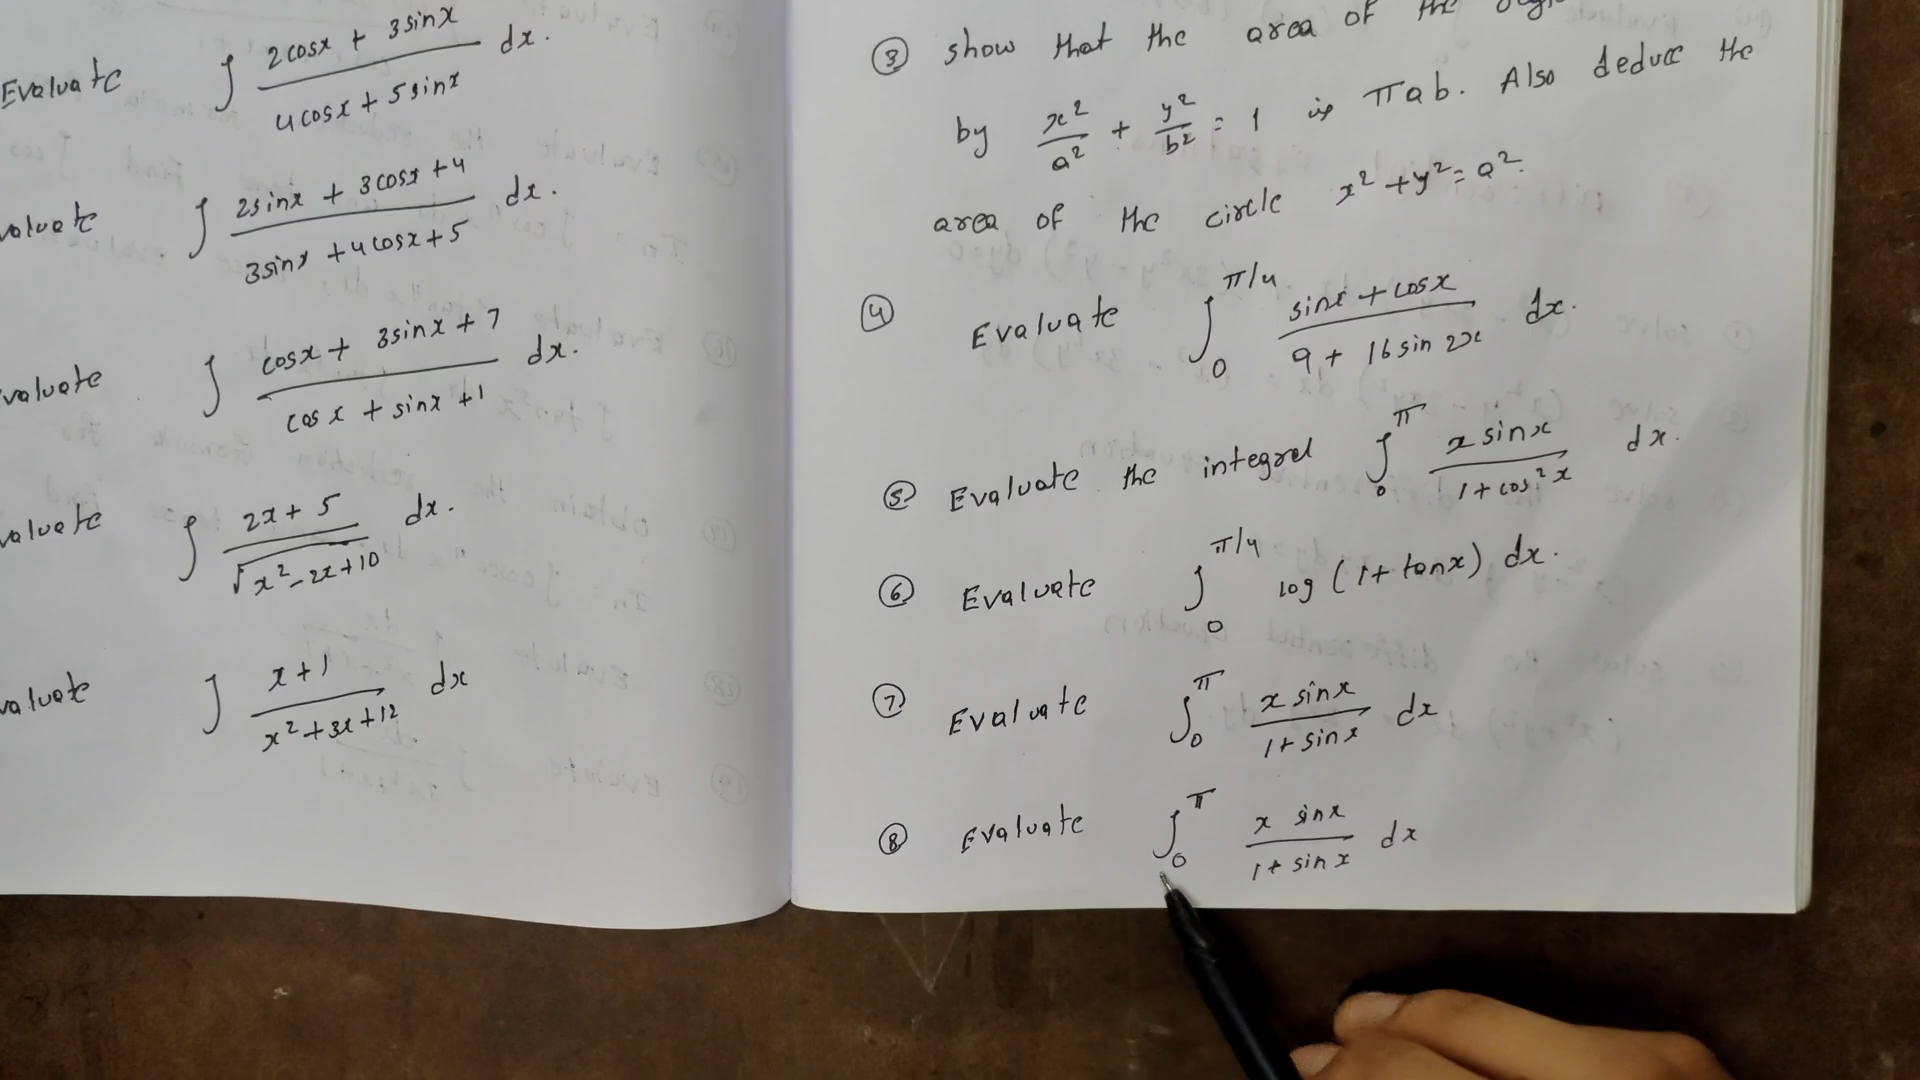 Evaluate ∫ (2cosx + 3sinx)/(4cosx + 5sinx) dx.
valuate ∫ (2sinx + 3cosx + 4)/(3sinx + 4cosx + 5) dx.
valuate ∫ (cosx + 3sinx + 7)/(cosx + sinx + 1) dx.
valuate ∫ (2x + 5)/√(x² - 2x + 10) dx.
valuate ∫ (x + 1)/(x² + 3x + 12) dx
③ show that the area of the
by x²/a² + y²/b² = 1 is πab. Also deduce the
area of the circle x² + y² = a².
④ Evaluate ∫₀^π/4 (sinx + cosx)/(9 + 16 sin 2x) dx.
⑤ Evaluate the integral ∫₀^π (x sinx)/(1 + cos²x) dx.
⑥ Evaluate ∫₀^π/4 log (1 + tanx) dx.
⑦ Evaluate ∫₀^π (x sinx)/(1 + sinx) dx
⑧ Evaluate ∫₀^π (x sinx)/(1 + sinx) dx